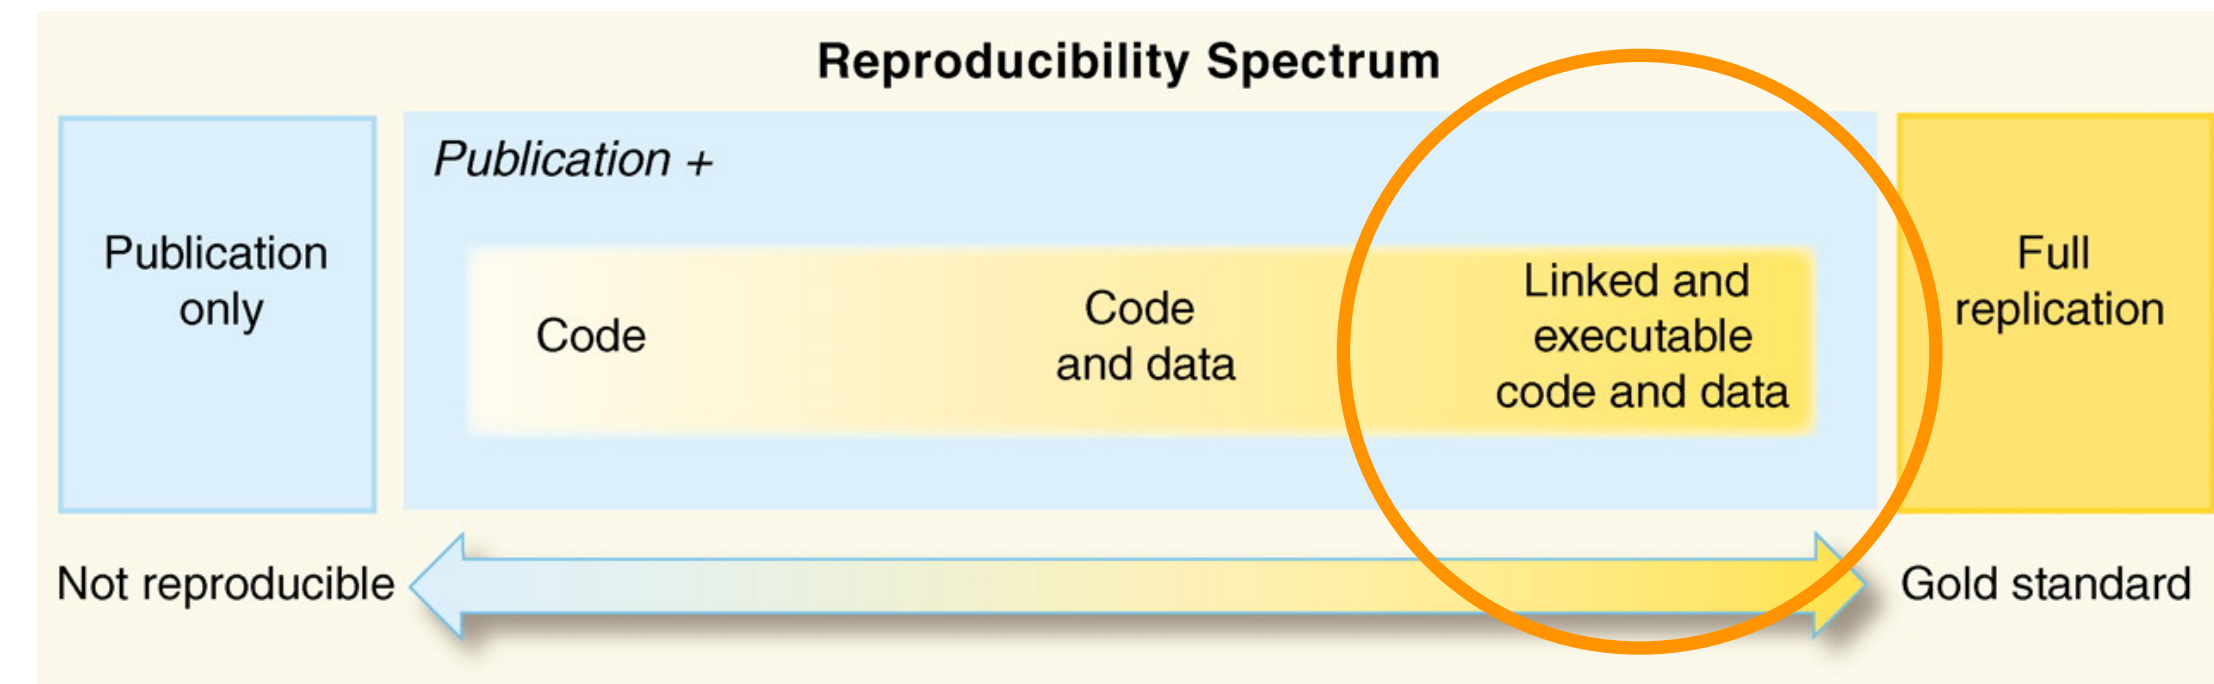 Reproducibility Spectrum
Publication
only
Publication +
Code
Code
and data
Linked and
executable
code and data
Full
replication
Not reproducible
Gold standard